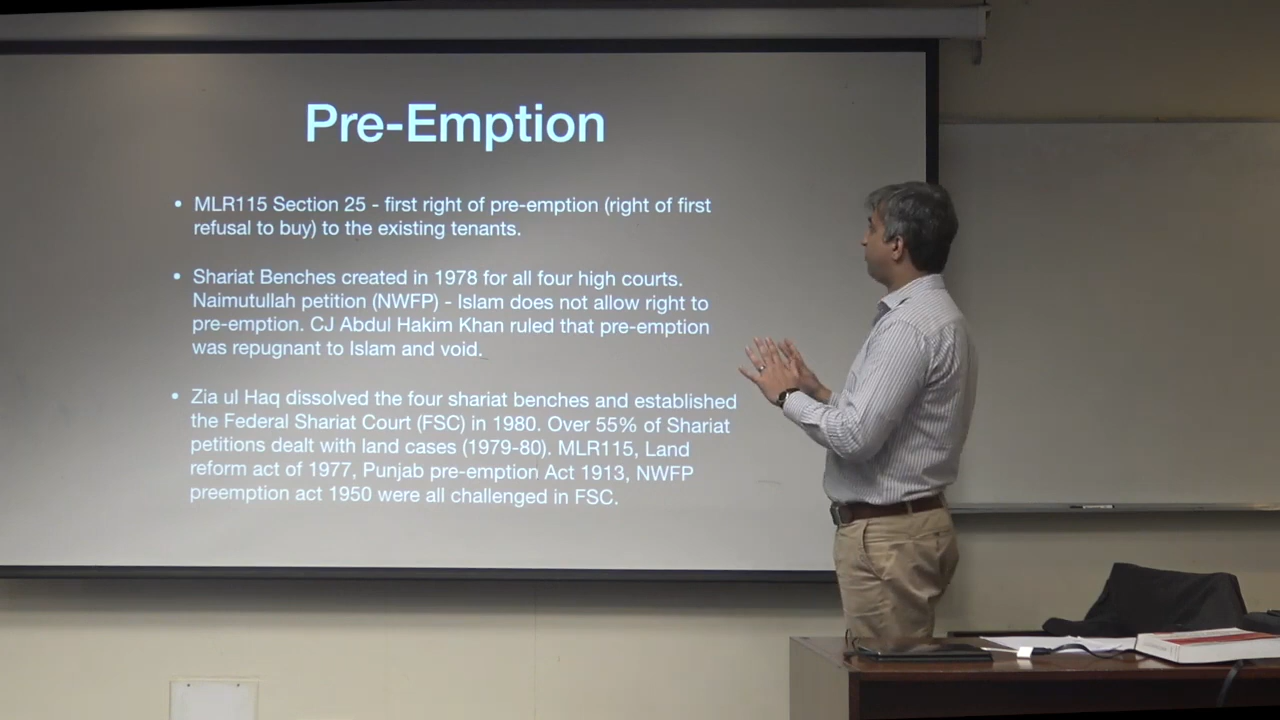 Pre-Emption
• MLR115 Section 25 - first right of pre-emption (right of first
refusal to buy) to the existing tenants.
• Shariat Benches created in 1978 for all four high courts.
Naimutullah petition (NWFP) - Islam does not allow right to
pre-emption. CJ Abdul Hakim Khan ruled that pre-emption
was repugnant to Islam and void.
• Zia ul Haq dissolved the four shariat benches and established
the Federal Shariat Court (FSC) in 1980. Over 55% of Shariat
petitions dealt with land cases (1979-80). MLR115, Land
reform act of 1977, Punjab pre-emption Act 1913, NWFP
preemption act 1950 were all challenged in FSC.